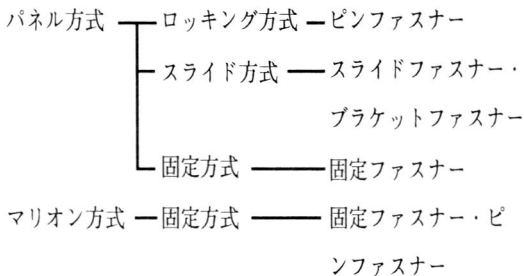 パネル方式 ロッキング方式 ピンファスナー
スライド方式 スライドファスナー・
ブラケットファスナー
固定方式 固定ファスナー
マリオン方式 固定方式 固定ファスナー・ピ
ンファスナー